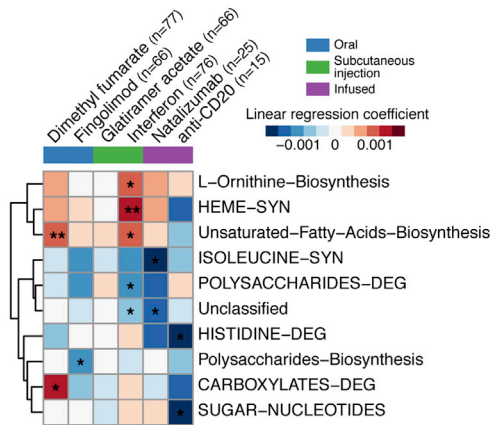 Dimethyl fumarate (n=77)
Fingolimod (n=66)
Glatiramer acetate (n=66)
Interferon (n=76)
Natalizumab (n=25)
anti-CD20 (n=15)
Oral
Subcutaneous
injection
Infused
Linear regression coefficient
−0.001 0 0.001
* L-Ornithine-Biosynthesis
** HEME-SYN
** * Unsaturated-Fatty-Acids-Biosynthesis
* ISOLEUCINE-SYN
* POLYSACCHARIDES-DEG
* * Unclassified
* HISTIDINE-DEG
* Polysaccharides-Biosynthesis
* CARBOXYLATES-DEG
* SUGAR-NUCLEOTIDES